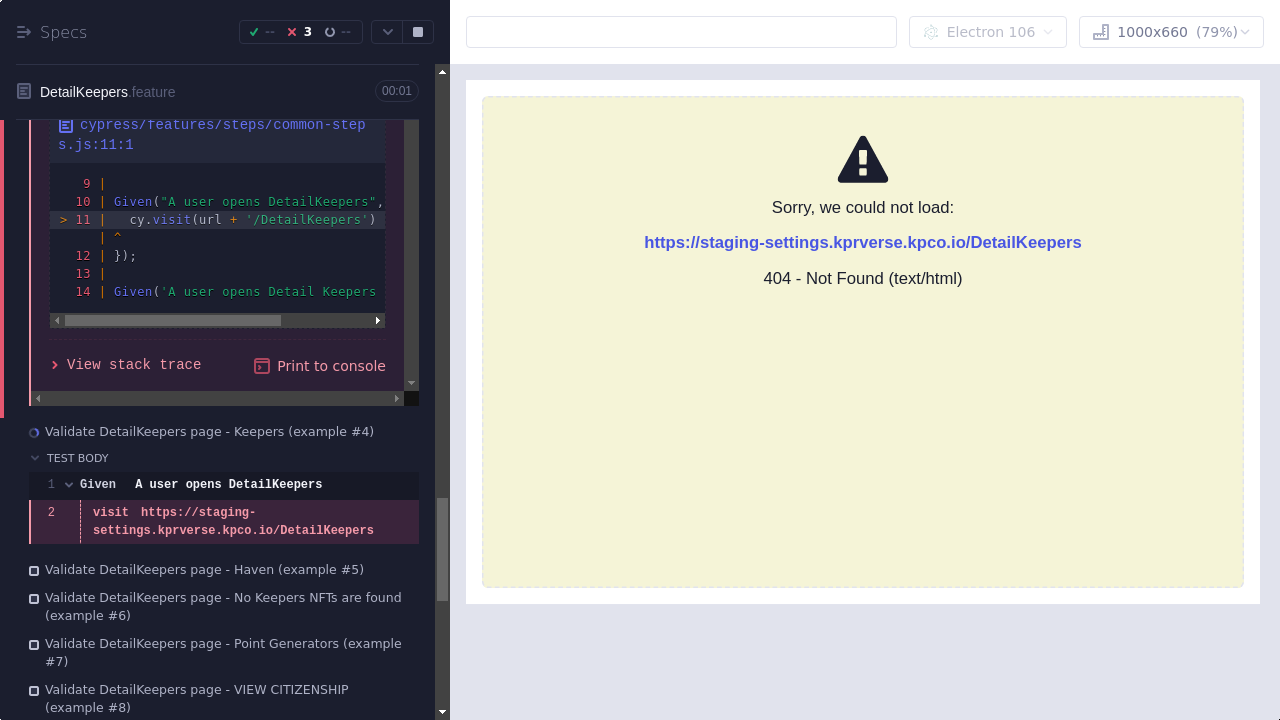 Specs
--
3
--
Electron 106
1000x660 (79%)
DetailKeepers.feature
00:01
cypress/features/steps/common-step
s.js:11:1
9 |
10 | Given("A user opens DetailKeepers",
> 11 | cy.visit(url + '/DetailKeepers')
| ^
12 | });
13 |
14 | Given('A user opens Detail Keepers
View stack trace
Print to console
Validate DetailKeepers page - Keepers (example #4)
TEST BODY
1 Given A user opens DetailKeepers
2 visit https://staging-
settings.kprverse.kpco.io/DetailKeepers
Validate DetailKeepers page - Haven (example #5)
Validate DetailKeepers page - No Keepers NFTs are found
(example #6)
Validate DetailKeepers page - Point Generators (example
#7)
Validate DetailKeepers page - VIEW CITIZENSHIP
(example #8)
Sorry, we could not load:
https://staging-settings.kprverse.kpco.io/DetailKeepers
404 - Not Found (text/html)